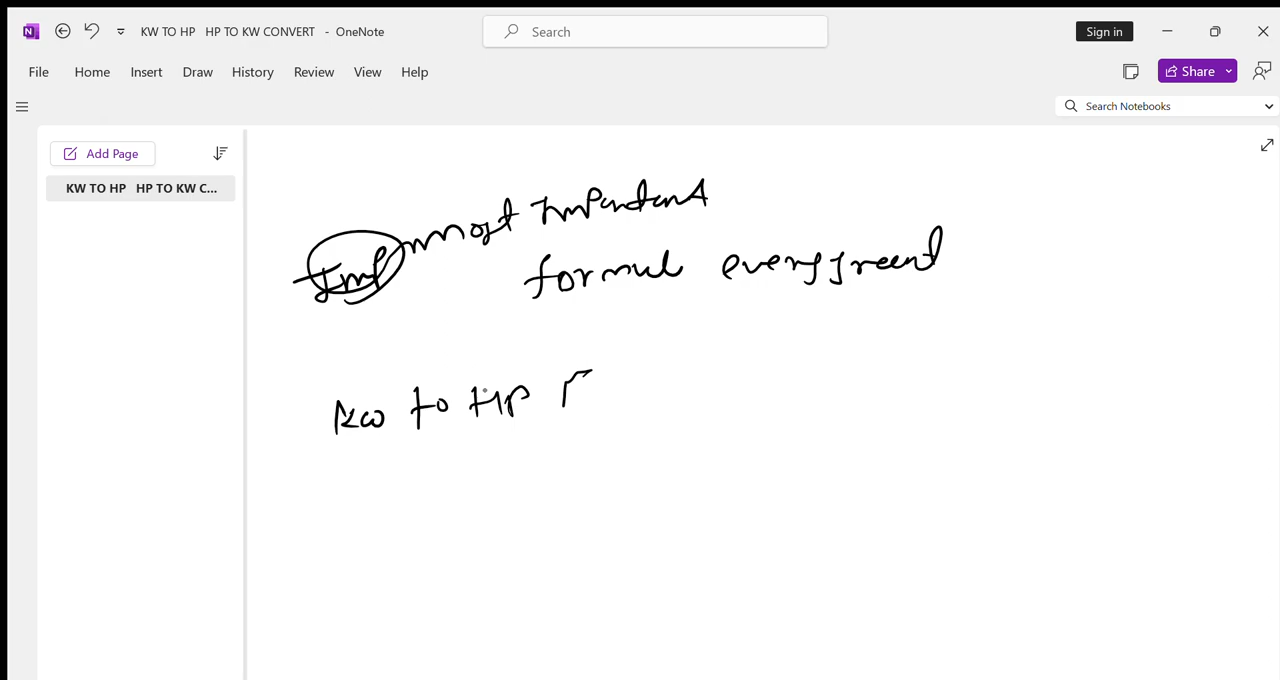 KW TO HP   HP TO KW CONVERT  -  OneNote
Search
Sign in
File Home Insert Draw History Review View Help
Share
Search Notebooks
Add Page
KW TO HP   HP TO KW C...
Imp most Important
formul
kw to HP